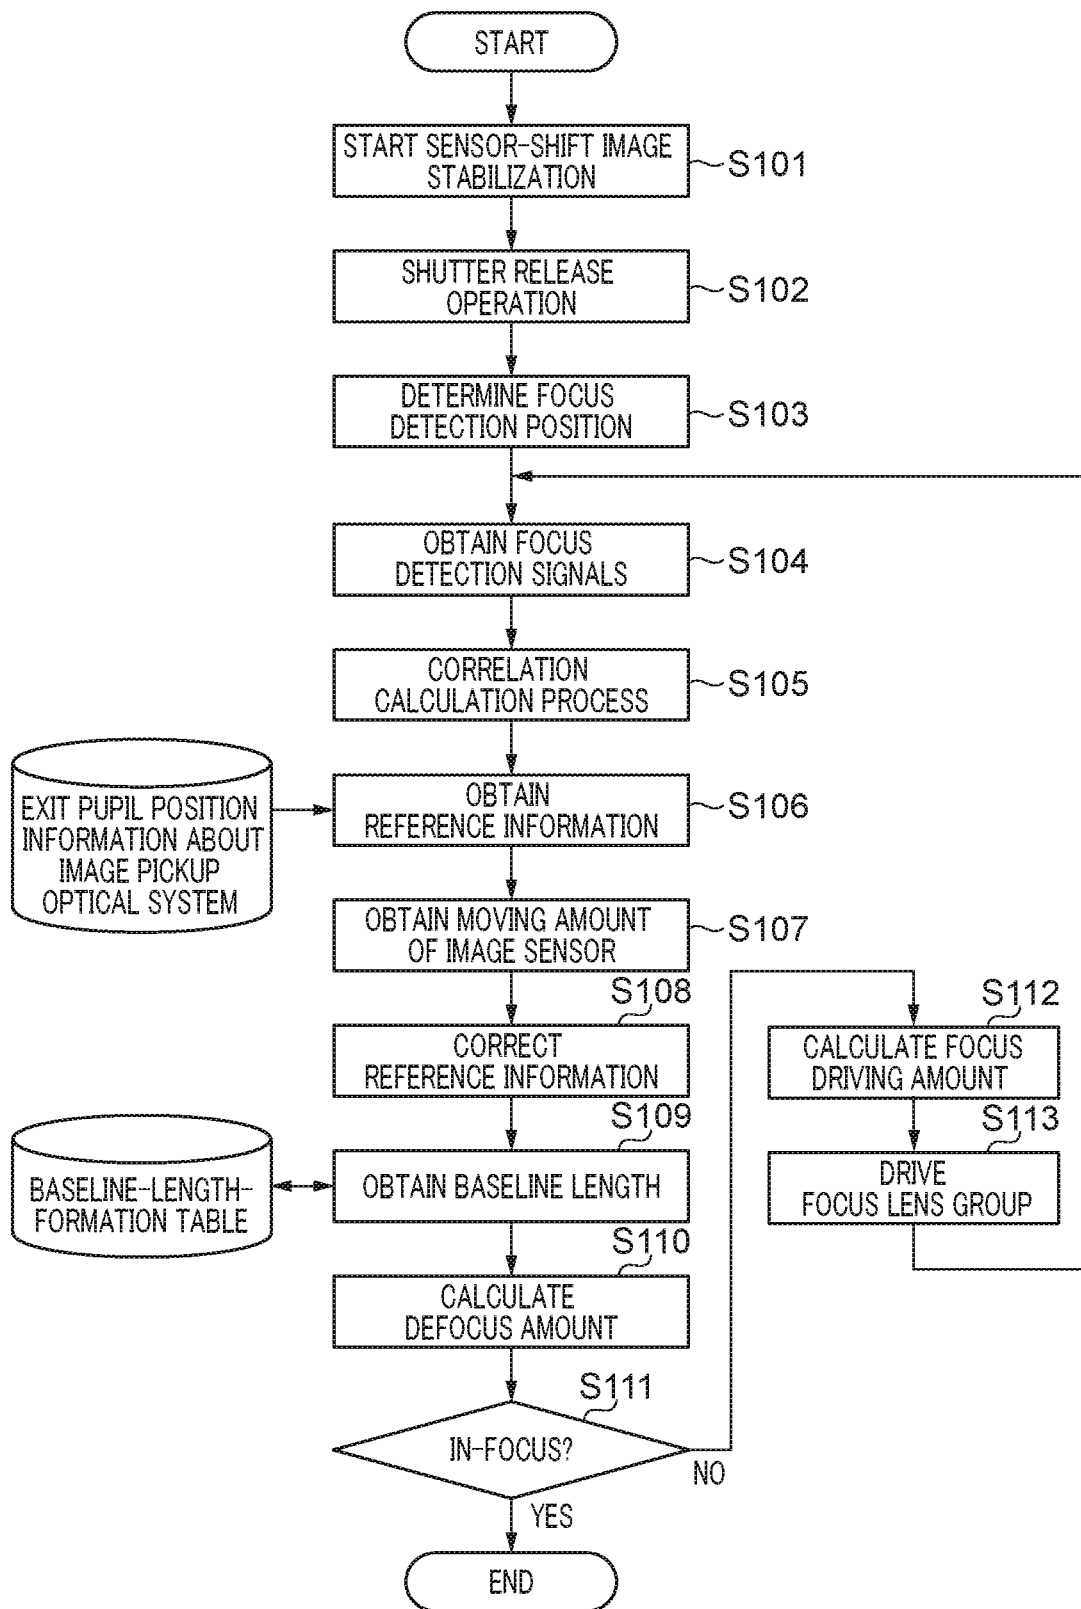 START
START SENSOR-SHIFT IMAGE
STABILIZATION
S101
SHUTTER RELEASE
OPERATION
S102
DETERMINE FOCUS
DETECTION POSITION
S103
OBTAIN FOCUS
DETECTION SIGNALS
S104
CORRELATION
CALCULATION PROCESS
S105
EXIT PUPIL POSITION
INFORMATION ABOUT
IMAGE PICKUP
OPTICAL SYSTEM
OBTAIN
REFERENCE INFORMATION
S106
OBTAIN MOVING AMOUNT
OF IMAGE SENSOR
S107
S108
CORRECT
REFERENCE INFORMATION
S109
OBTAIN BASELINE LENGTH
BASELINE-LENGTH-
FORMATION TABLE
S110
CALCULATE
DEFOCUS AMOUNT
S111
IN-FOCUS?
NO
YES
END
S112
CALCULATE FOCUS
DRIVING AMOUNT
S113
DRIVE
FOCUS LENS GROUP